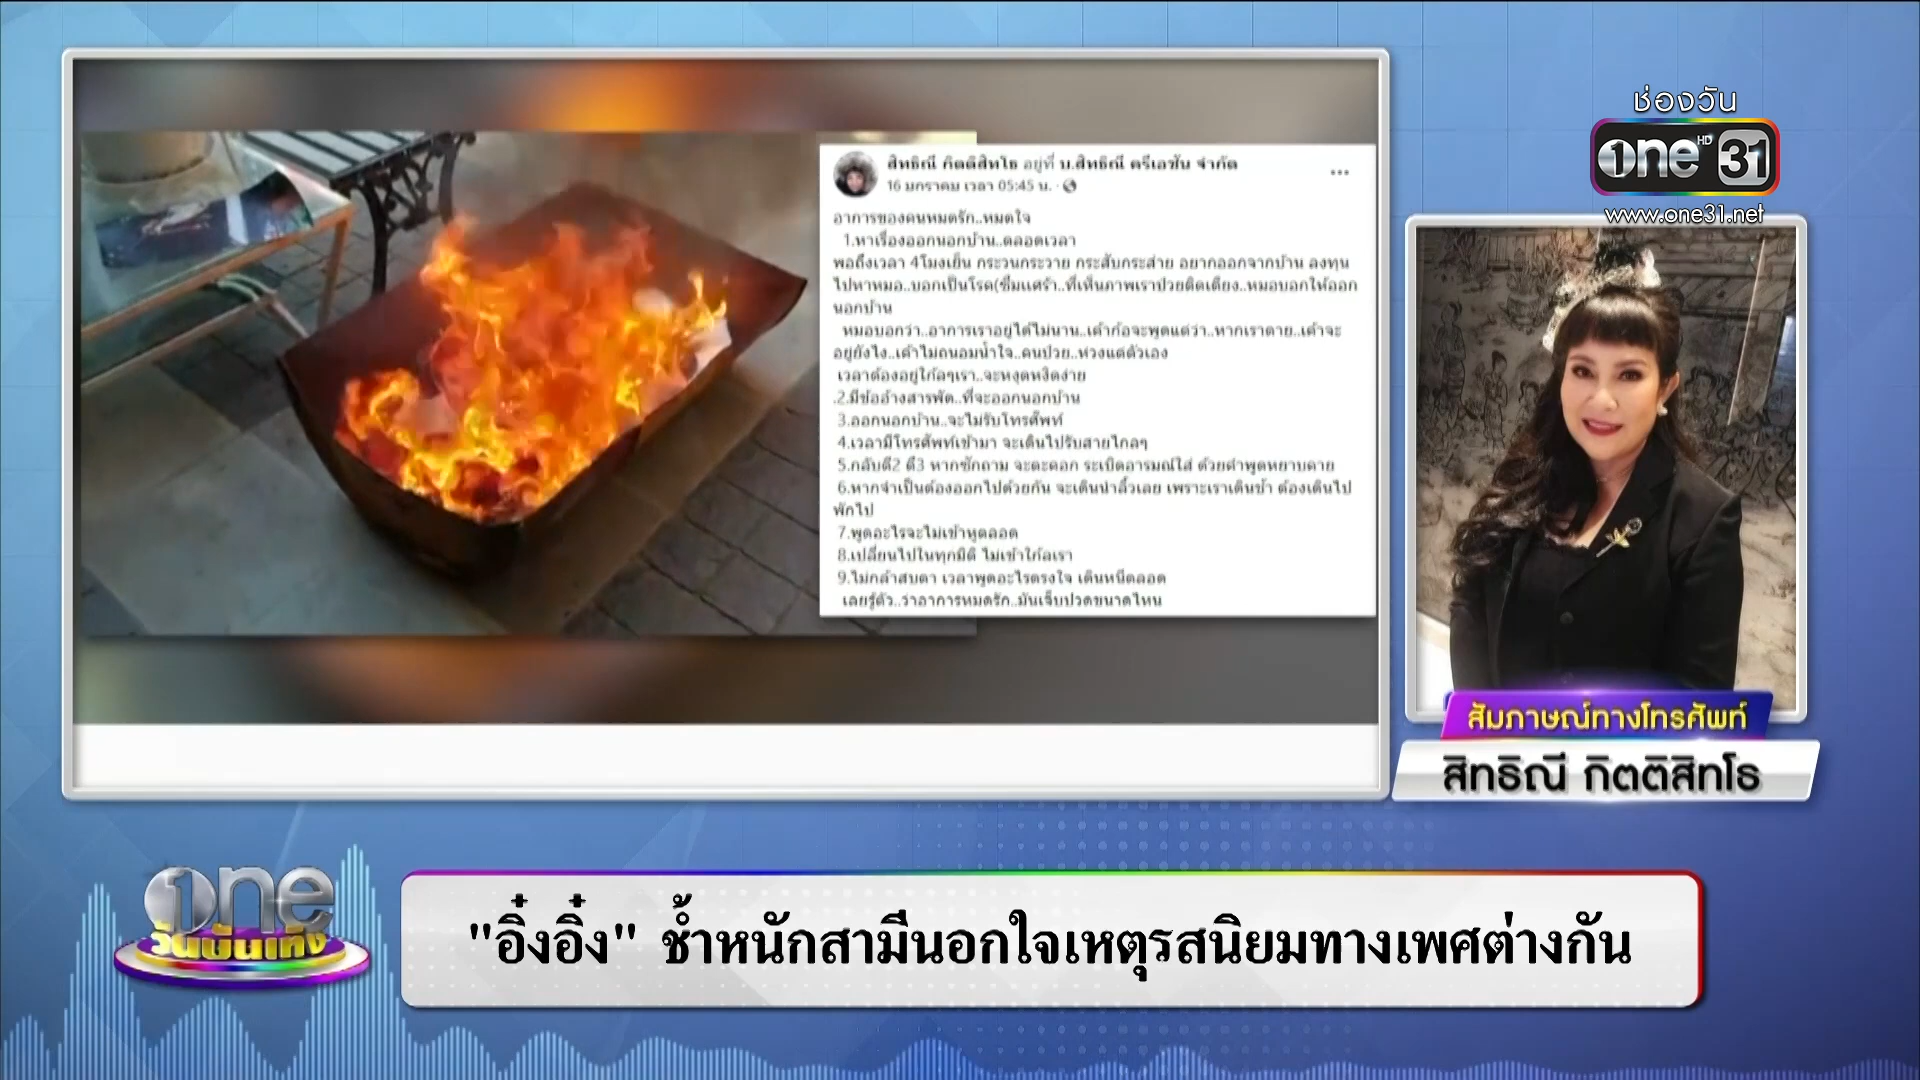 ช่องวัน
one HD 31
www.one31.net
สิทธิณี กิตติสิทโธ อยู่ที่ บ.สิทธิณี ครีเอชั่น จำกัด
16 มกราคม เวลา 05:45 น.
อาการของคนหมดรัก..หมดใจ
1.หาเรื่องออกนอกบ้าน..ตลอดเวลา
พอถึงเวลา 4โมงเย็น กระวนกระวาย กระสับกระส่าย อยากออกจากบ้าน ลงทุน
ไปหาหมอ..บอกเป็นโรค(ซึมเศร้า..ที่เห็นภาพเราป่วยติดเตียง..หมอบอกให้ออก
นอกบ้าน
หมอบอกว่า..อาการเราอยู่ได้ไม่นาน..เค้าก้อจะพูดแต่ว่า..หากเราตาย..เค้าจะ
อยู่ยังไง..เค้าไม่ถนอมน้ำใจ..คนป่วย..ห่วงแต่ตัวเอง
เวลาต้องอยู่ใก้ลๆเรา..จะหงุดหงิดง่าย
.2.มีข้ออ้างสารพัด..ที่จะออกนอกบ้าน
3.ออกนอกบ้าน..จะไม่รับโทรศัพท์
4.เวลามีโทรศัพท์เข้ามา จะเดินไปรับสายไกลๆ
5.กลับตี2 ตี3 หากซักถาม จะตะคอก ระเบิดอารมณ์ใส่ ด้วยคำพูดหยาบคาย
6.หากจำเป็นต้องออกไปด้วยกัน จะเดินนำลิ้วเลย เพราะเราเดินช้า ต้องเดินไป
พักไป
7.พูดอะไรจะไม่เข้าหูตลอด
8.เปลี่ยนไปในทุกมิติ ไม่เข้าใก้ลเรา
9.ไม่กล้าสบตา เวลาพูดอะไรตรงใจ เดินหนีตลอด
เลยรู้ตัว..ว่าอาการหมดรัก..มันเจ็บปวดขนาดไหน
สัมภาษณ์ทางโทรศัพท์
สิทธิณี กิตติสิทโธ
one
วันบันเทิง
"อิ๋งอิ๋ง" ช้ำหนักสามีนอกใจเหตุรสนิยมทางเพศต่างกัน